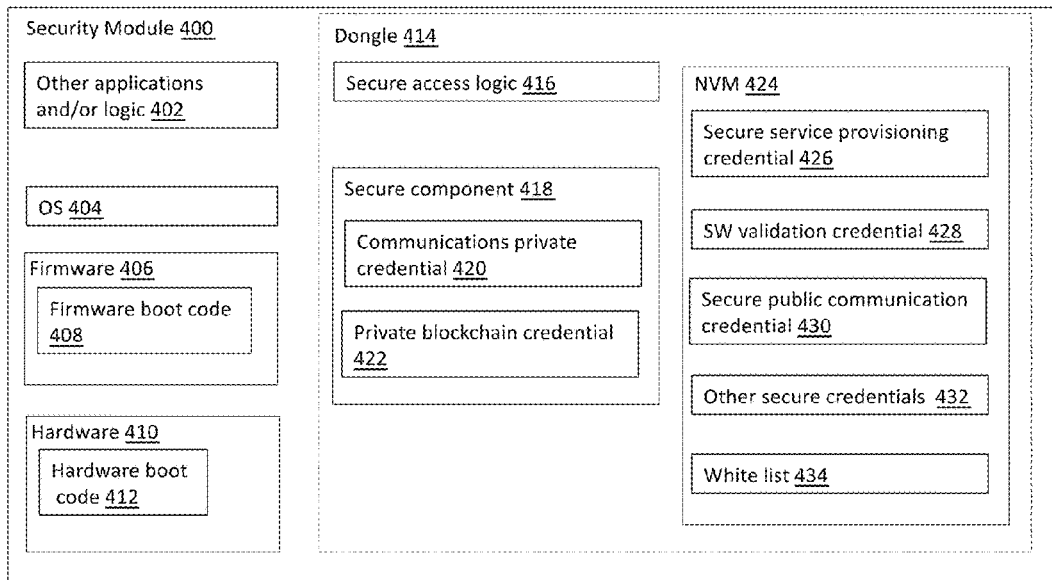 Security Module 400
Other applications
and/or logic 402
OS 404
Firmware 406
Firmware boot code
408
Hardware 410
Hardware boot
code 412
Dongle 414
Secure access logic 416
Secure component 418
Communications private
credential 420
Private blockchain credential
422
NVM 424
Secure service provisioning
credential 426
SW validation credential 428
Secure public communication
credential 430
Other secure credentials 432
White list 434